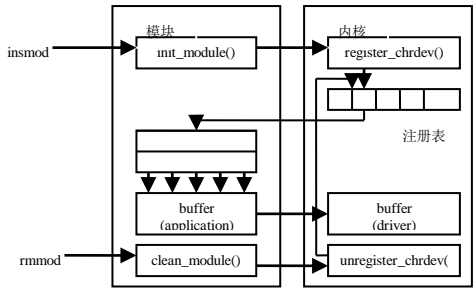 模块
内核
insmod
init_module()
register_chrdev()
注册表
buffer
(application)
buffer
(driver)
rmmod
clean_module()
unregister_chrdev(